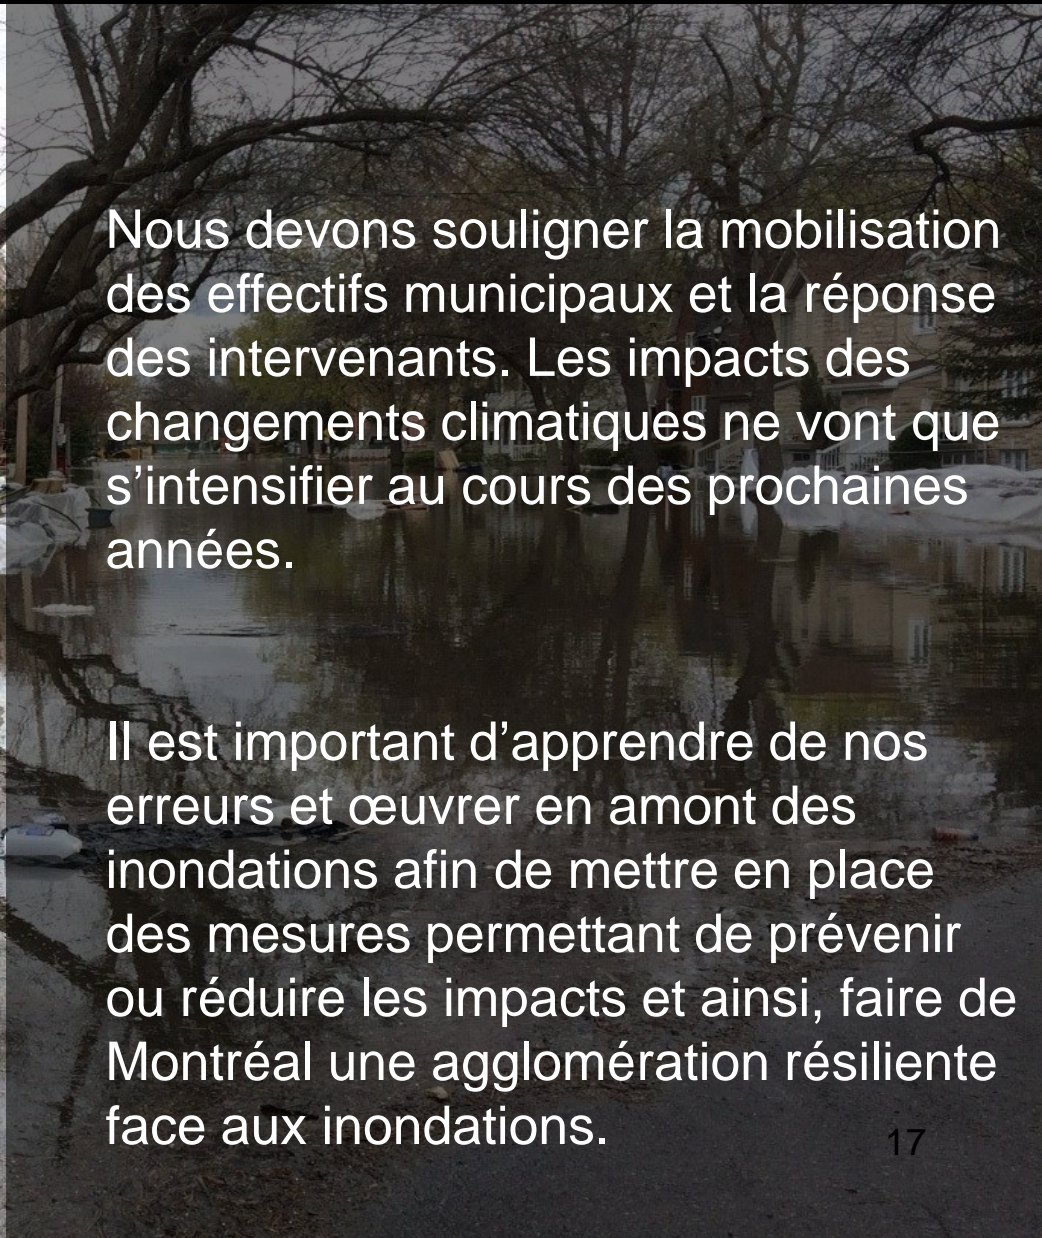 Nous devons souligner la mobilisation
des effectifs municipaux et la réponse
des intervenants. Les impacts des
changements climatiques ne vont que
s’intensifier au cours des prochaines
années.
Il est important d’apprendre de nos
erreurs et œuvrer en amont des
inondations afin de mettre en place
des mesures permettant de prévenir
ou réduire les impacts et ainsi, faire de
Montréal une agglomération résiliente
face aux inondations.
17